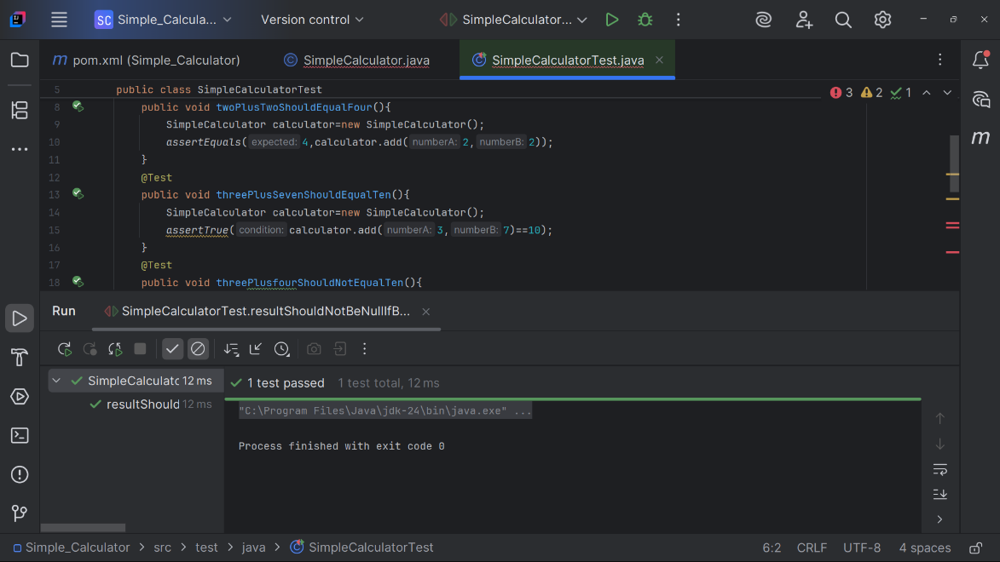 SC Simple_Calcula... Version control SimpleCalculator...
m pom.xml (Simple_Calculator) SimpleCalculator.java SimpleCalculatorTest.java
5 public class SimpleCalculatorTest 3 2 1
8 public void twoPlusTwoShouldEqualFour(){
9 SimpleCalculator calculator=new SimpleCalculator();
10 assertEquals( expected: 4,calculator.add( numberA: 2, numberB: 2));
11 }
12 @Test
13 public void threePlusSevenShouldEqualTen(){
14 SimpleCalculator calculator=new SimpleCalculator();
15 assertTrue( condition: calculator.add( numberA: 3, numberB: 7)==10);
16 }
17 @Test
18 public void threePlusfourShouldNotEqualTen(){
Run SimpleCalculatorTest.resultShouldNotBeNullIfB...
SimpleCalculatc 12 ms 1 test passed 1 test total, 12 ms
resultShould 12 ms
"C:\Program Files\Java\jdk-24\bin\java.exe" ...
Process finished with exit code 0
Simple_Calculator > src > test > java > SimpleCalculatorTest 6:2 CRLF UTF-8 4 spaces